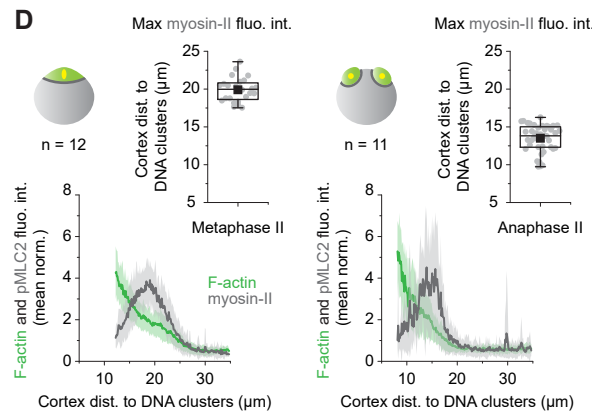 D
Max myosin-II fluo. int.
Cortex dist. to
DNA clusters (μm)
25
20
15
10
5
n = 12
Metaphase II
F-actin and pMLC2 fluo. int.
(mean norm.)
8
6
4
2
0
F-actin
myosin-II
10 20 30
Cortex dist. to DNA clusters (μm)
Max myosin-II fluo. int.
Cortex dist. to
DNA clusters (μm)
25
20
15
10
5
n = 11
Anaphase II
F-actin and pMLC2 fluo. int.
(mean norm.)
8
6
4
2
0
10 20 30
Cortex dist. to DNA clusters (μm)